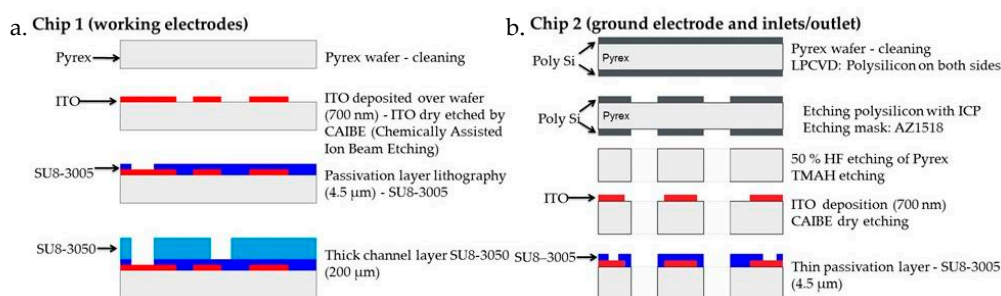 a. Chip 1 (working electrodes)
Pyrex
Pyrex wafer - cleaning
ITO
ITO deposited over wafer
(700 nm) - ITO dry etched by
CAIBE (Chemically Assisted
Ion Beam Etching)
SU8-3005
Passivation layer lithography
(4.5 μm) - SU8-3005
SU8-3050
Thick channel layer SU8-3050
(200 μm)
b. Chip 2 (ground electrode and inlets/outlet)
Poly Si
Pyrex
Pyrex wafer - cleaning
LPCVD: Polysilicon on both sides
Poly Si
Pyrex
Etching polysilicon with ICP
Etching mask: AZ1518
50 % HF etching of Pyrex
TMAH etching
ITO
ITO deposition (700 nm)
CAIBE dry etching
SU8–3005
Thin passivation layer - SU8-3005
(4.5 μm)